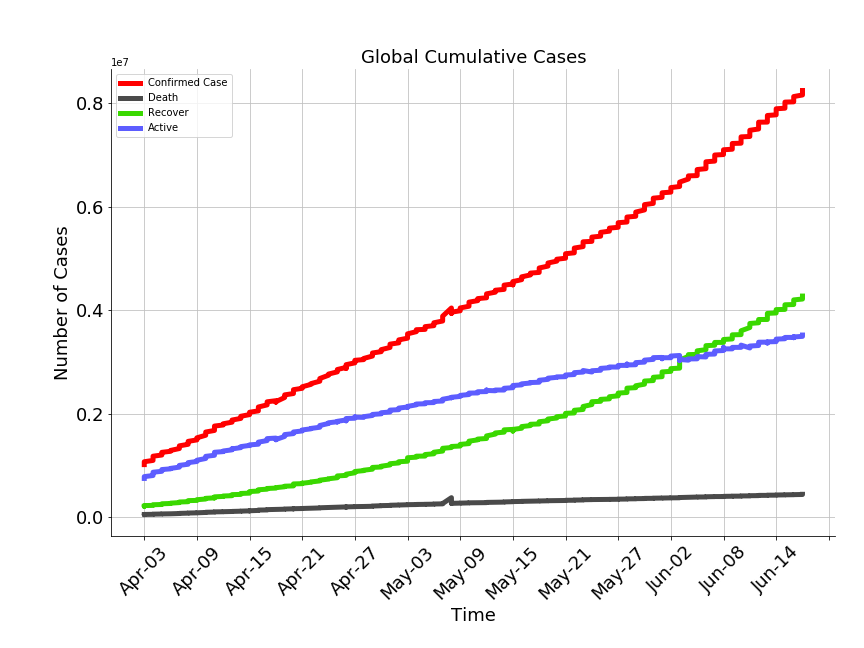 Global Cumulative Cases
1e7
Confirmed Case
Death
Recover
Active
0.8
0.6
0.4
0.2
0.0
Number of Cases
Apr-03
Apr-09
Apr-15
Apr-21
Apr-27
May-03
May-09
May-15
May-21
May-27
Jun-02
Jun-08
Jun-14
Time